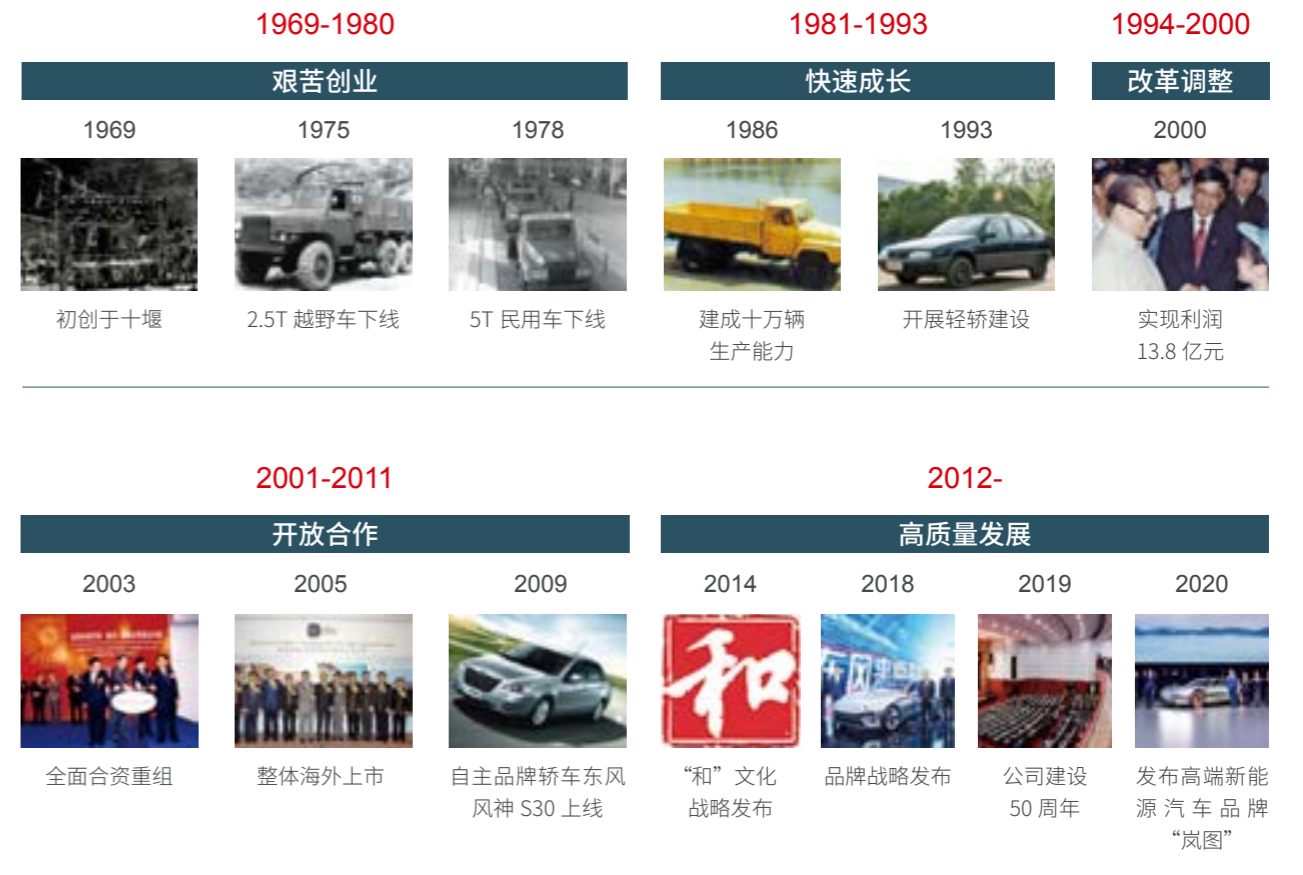 1969-1980
1981-1993
1994-2000
艰苦创业
快速成长
改革调整
1969
1975
1978
1986
1993
2000
初创于十堰
2.5T 越野车下线
5T 民用车下线
建成十万辆
生产能力
开展轻轿建设
实现利润
13.8 亿元
2001-2011
2012-
开放合作
高质量发展
2003
2005
2009
2014
2018
2019
2020
和
全面合资重组
整体海外上市
自主品牌轿车东风
风神 S30 上线
“和”文化
战略发布
品牌战略发布
公司建设
50 周年
发布高端新能
源汽车品牌
“岚图”